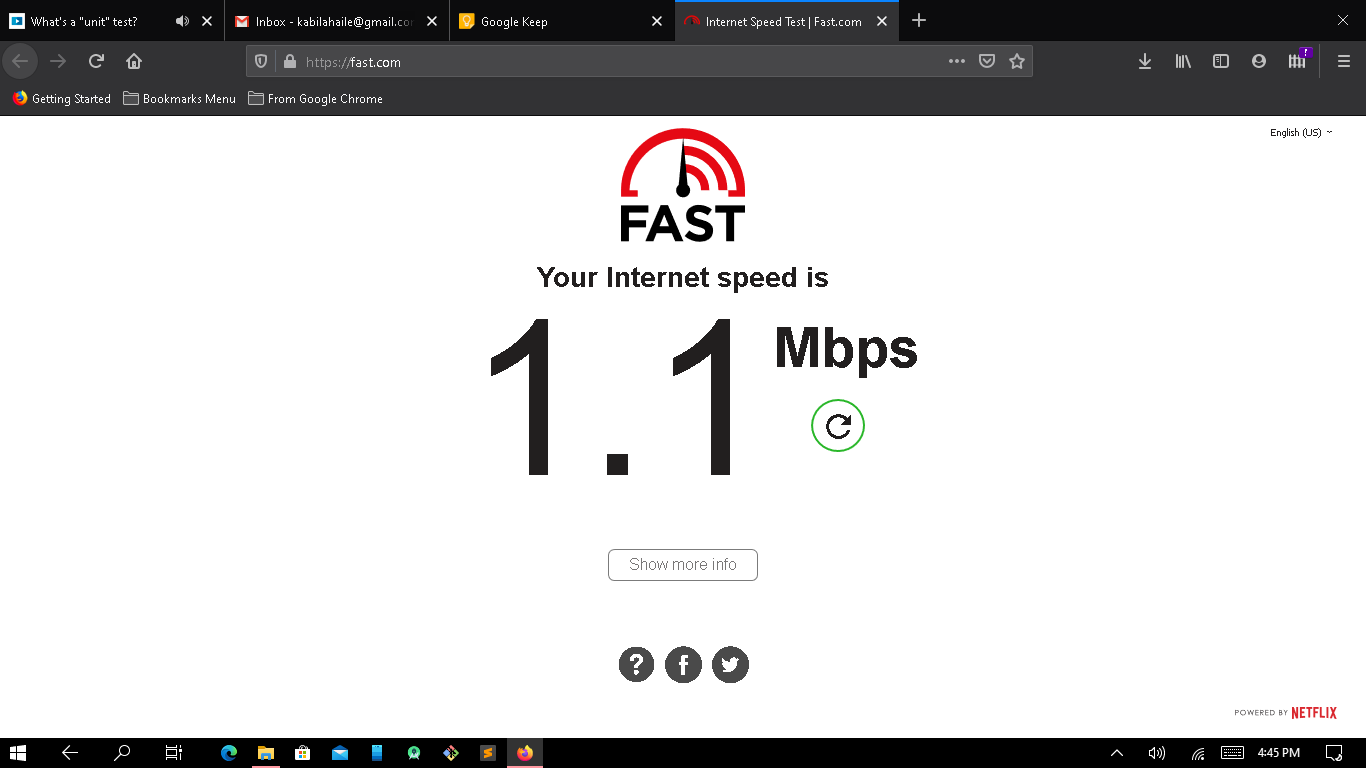 What's a "unit" test?
Inbox - kabilahaile@gmail.co
Google Keep
Internet Speed Test | Fast.com
https://fast.com
Getting Started
Bookmarks Menu
From Google Chrome
English (US)
FAST
Your Internet speed is
1.1 Mbps
Show more info
POWERED BY NETFLIX
4:45 PM